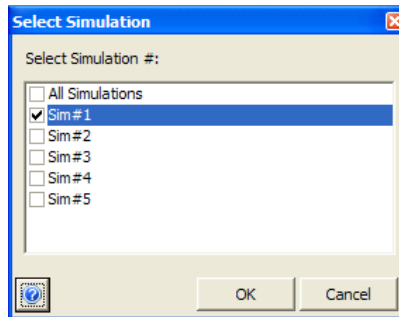 Select Simulation
Select Simulation #:
All Simulations
Sim#1
Sim#2
Sim#3
Sim#4
Sim#5
OK
Cancel